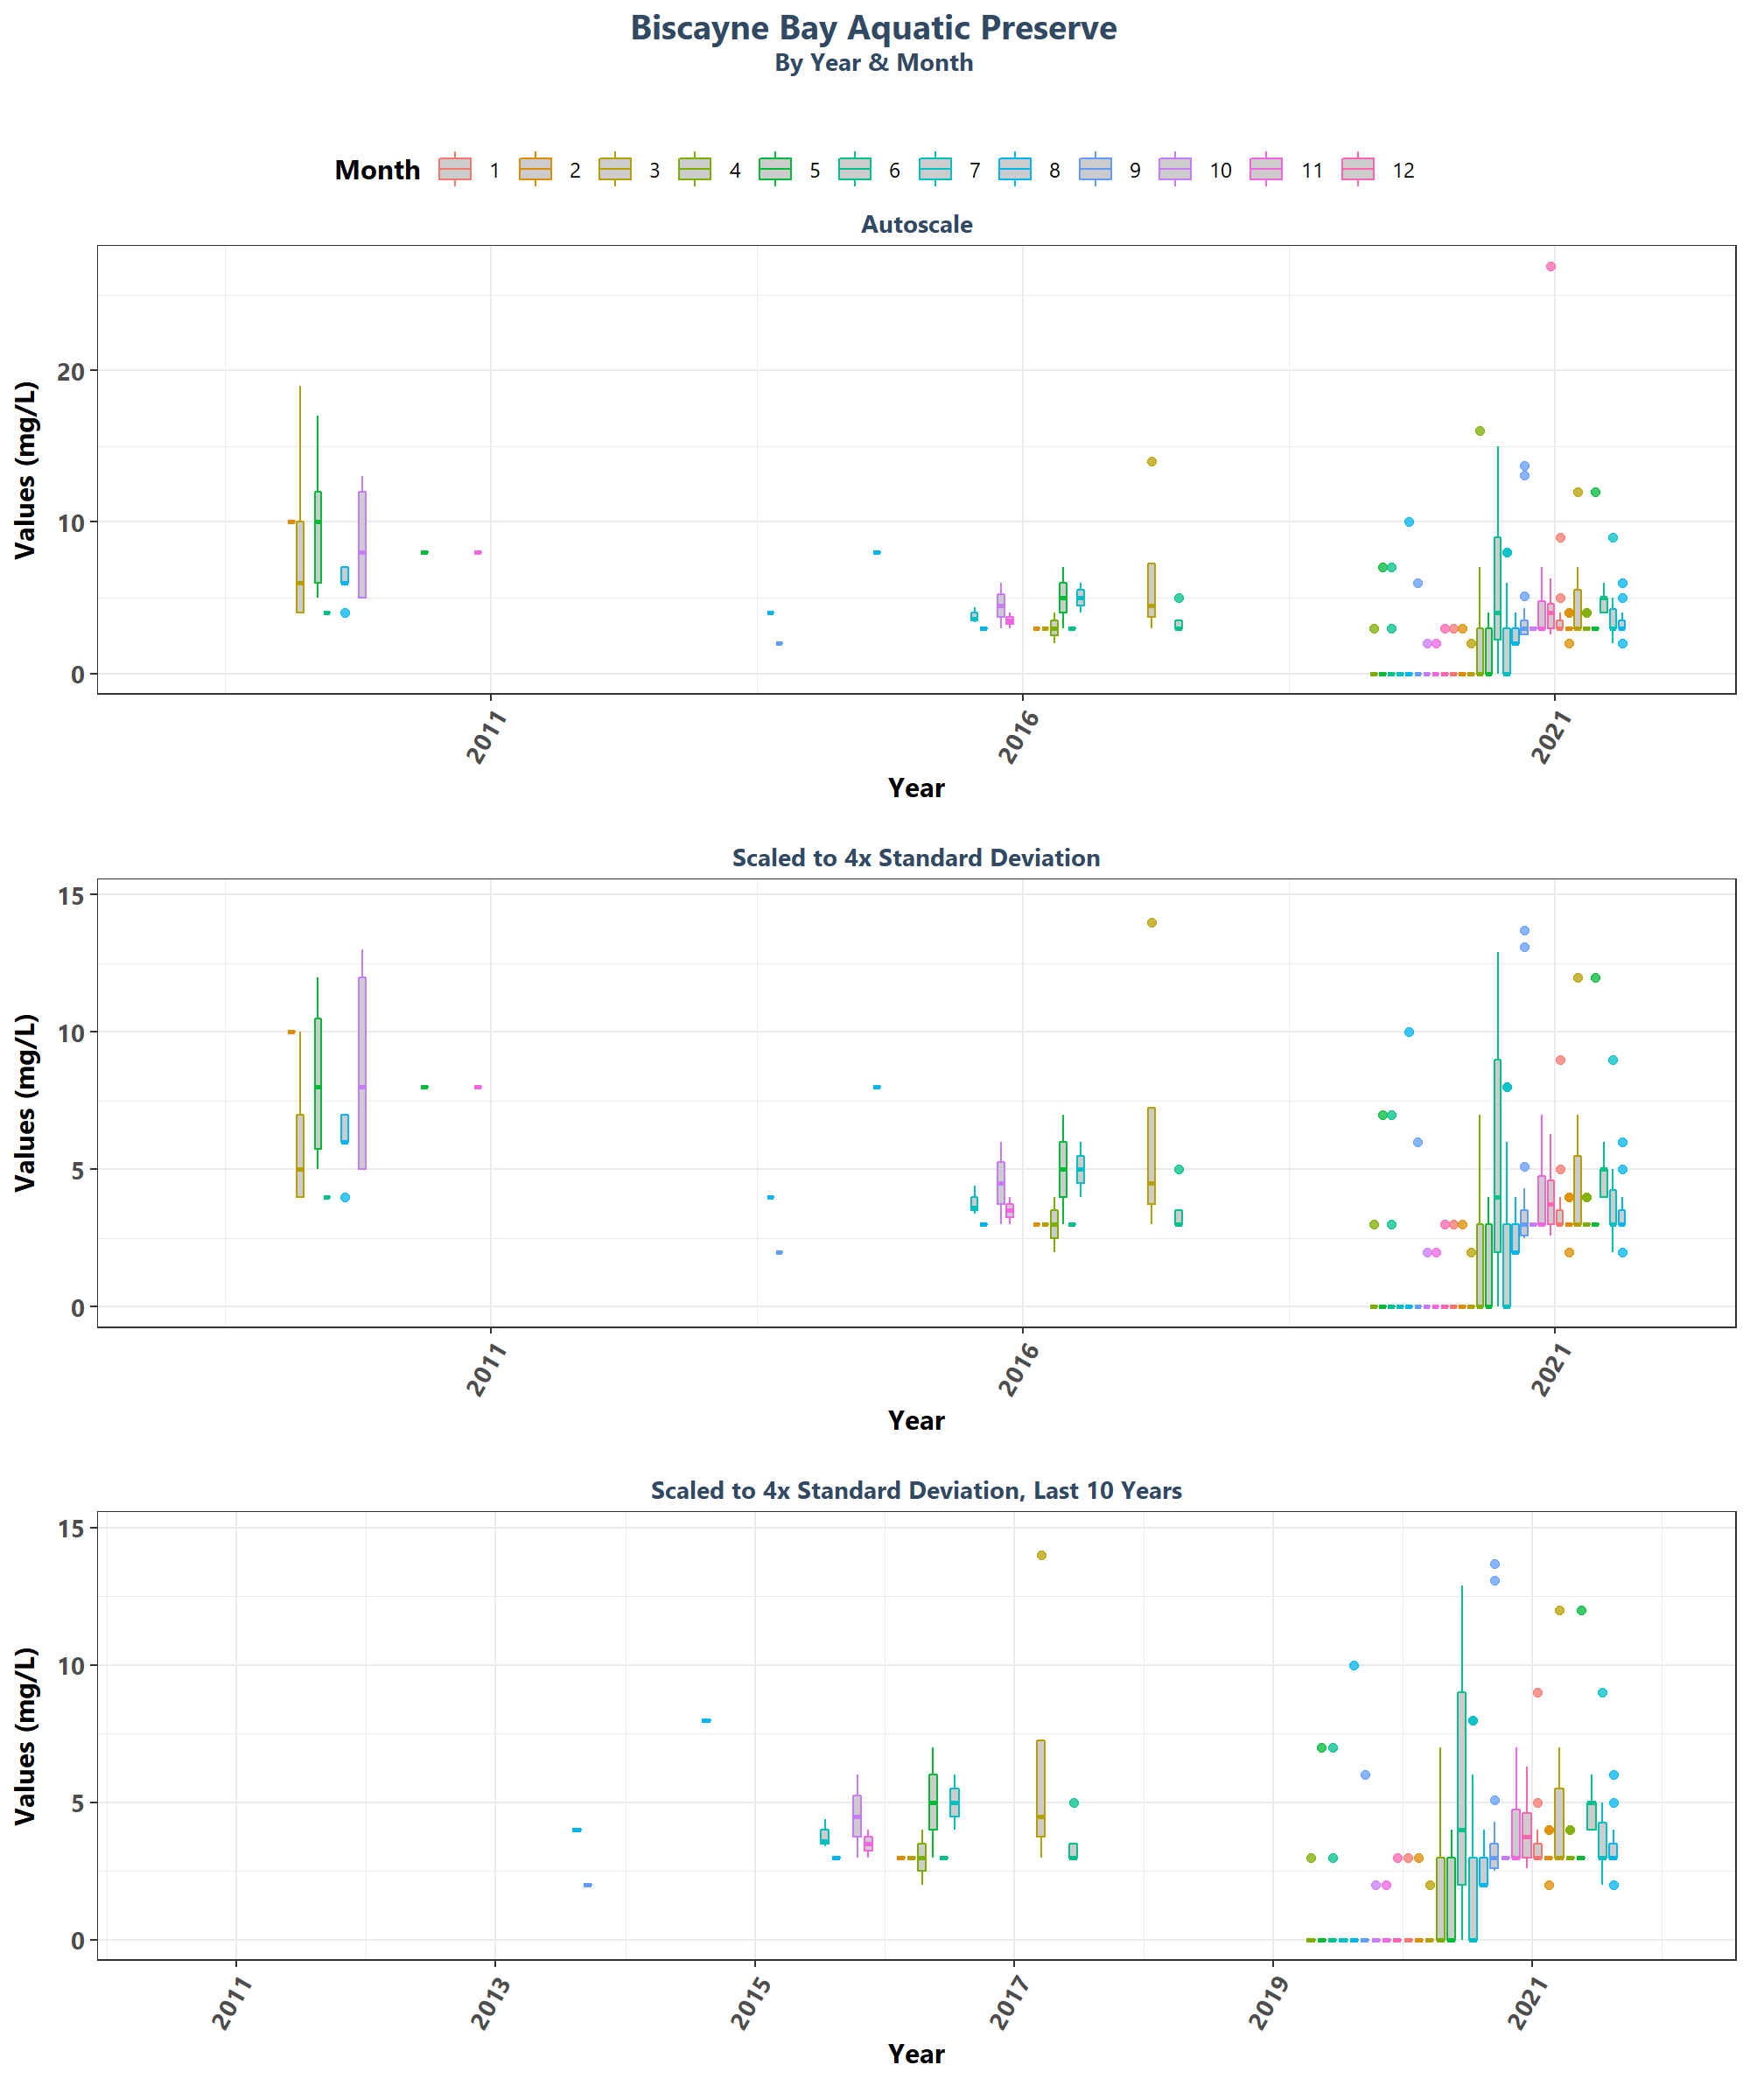 Biscayne Bay Aquatic Preserve
By Year & Month
Month 1 2 3 4 5 6 7 8 9 10 11 12
Autoscale
Values (mg/L)
20
10
0
2011 2016 2021
Year
Scaled to 4x Standard Deviation
Values (mg/L)
15
10
5
0
2011 2016 2021
Year
Scaled to 4x Standard Deviation, Last 10 Years
Values (mg/L)
15
10
5
0
2011 2013 2015 2017 2019 2021
Year